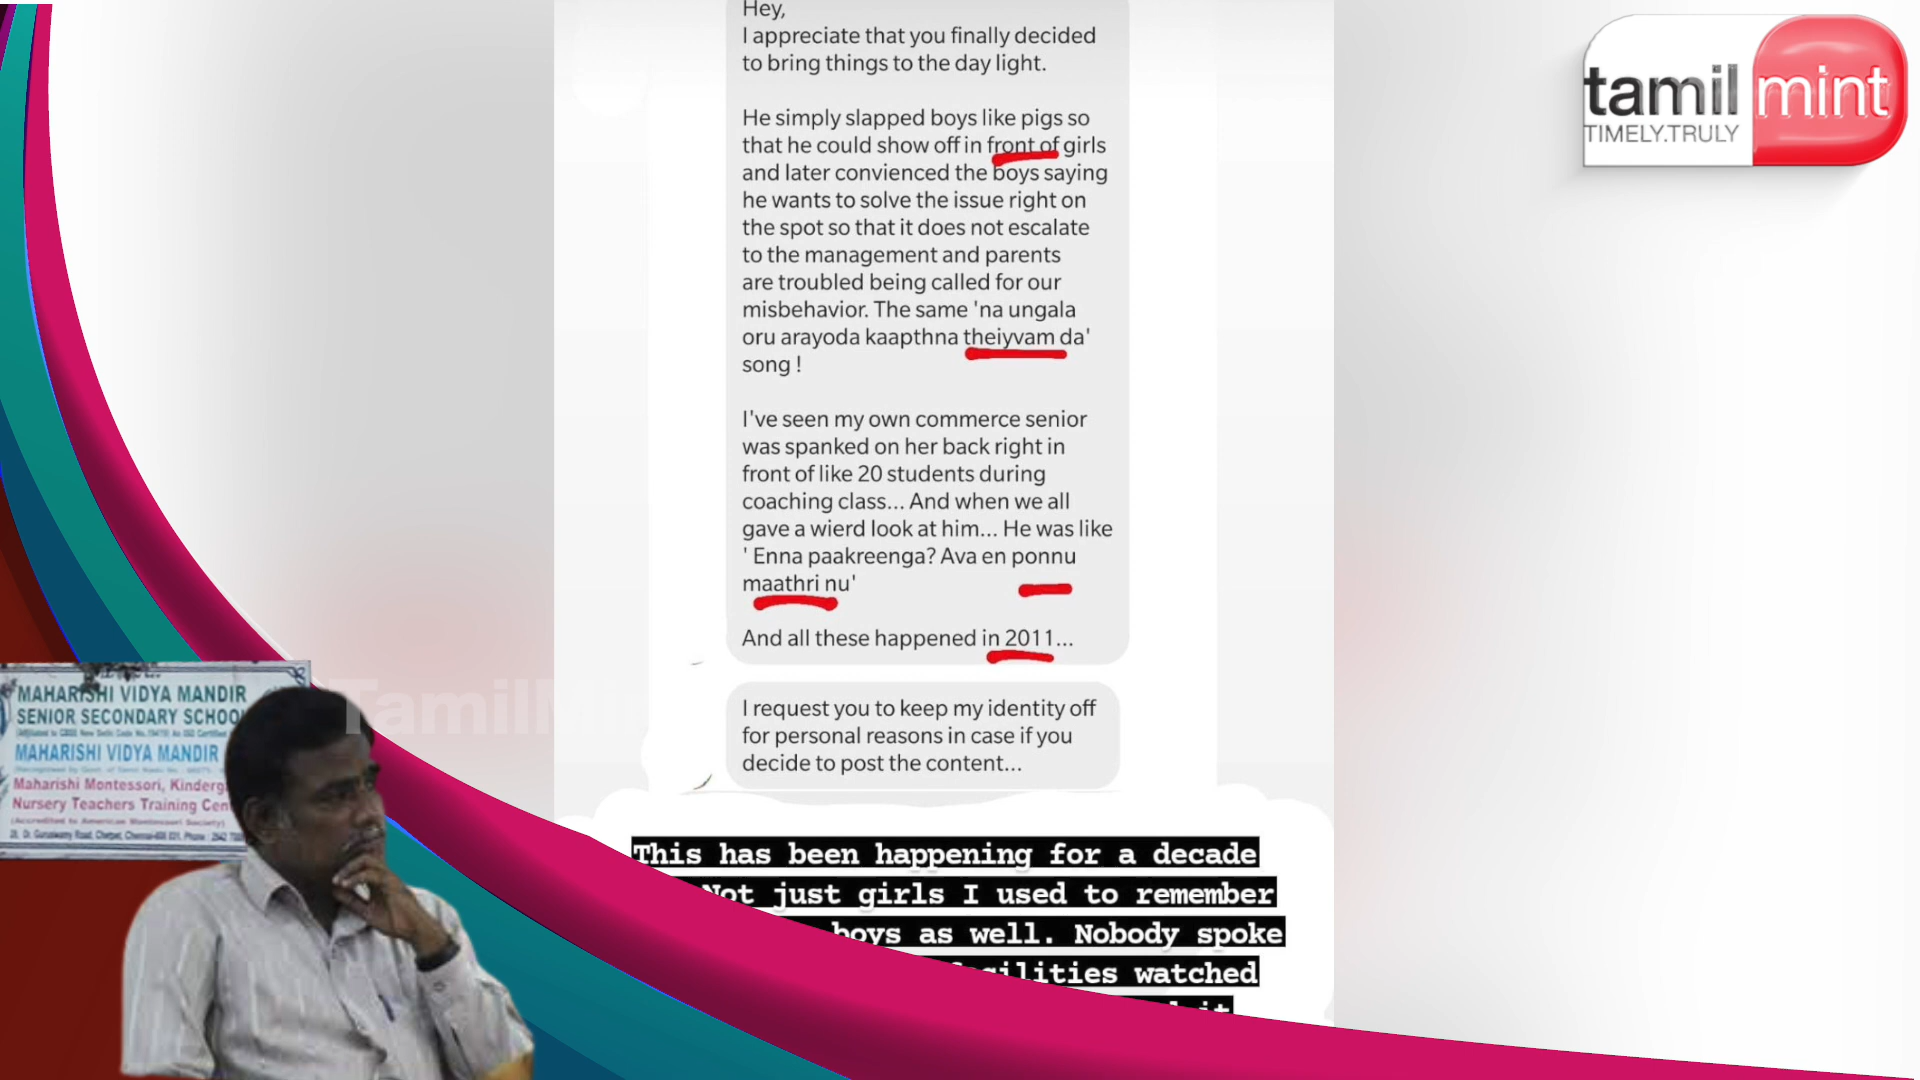 Hey,
I appreciate that you finally decided
to bring things to the day light.
He simply slapped boys like pigs so
that he could show off in front of girls
and later convienced the boys saying
he wants to solve the issue right on
the spot so that it does not escalate
to the management and parents
are troubled being called for our
misbehavior. The same 'na ungala
oru arayoda kaapthna theiyvam da'
song !
I've seen my own commerce senior
was spanked on her back right in
front of like 20 students during
coaching class... And when we all
gave a wierd look at him... He was like
' Enna paakreenga? Ava en ponnu
maathri nu'
And all these happened in 2011...
I request you to keep my identity off
for personal reasons in case if you
decide to post the content...
This has been happening for a decade
Not just girls I used to remember
boys as well. Nobody spoke
watched
tamil mint
TIMELY.TRULY
MAHARISHI VIDYA MANDIR
SENIOR SECONDARY SCHOOL
MAHARISHI VIDYA MANDIR
Maharishi Montessori, Kinderg
Nursery Teachers Training Cen
(Accredited to American Montessori Society)
TamilM